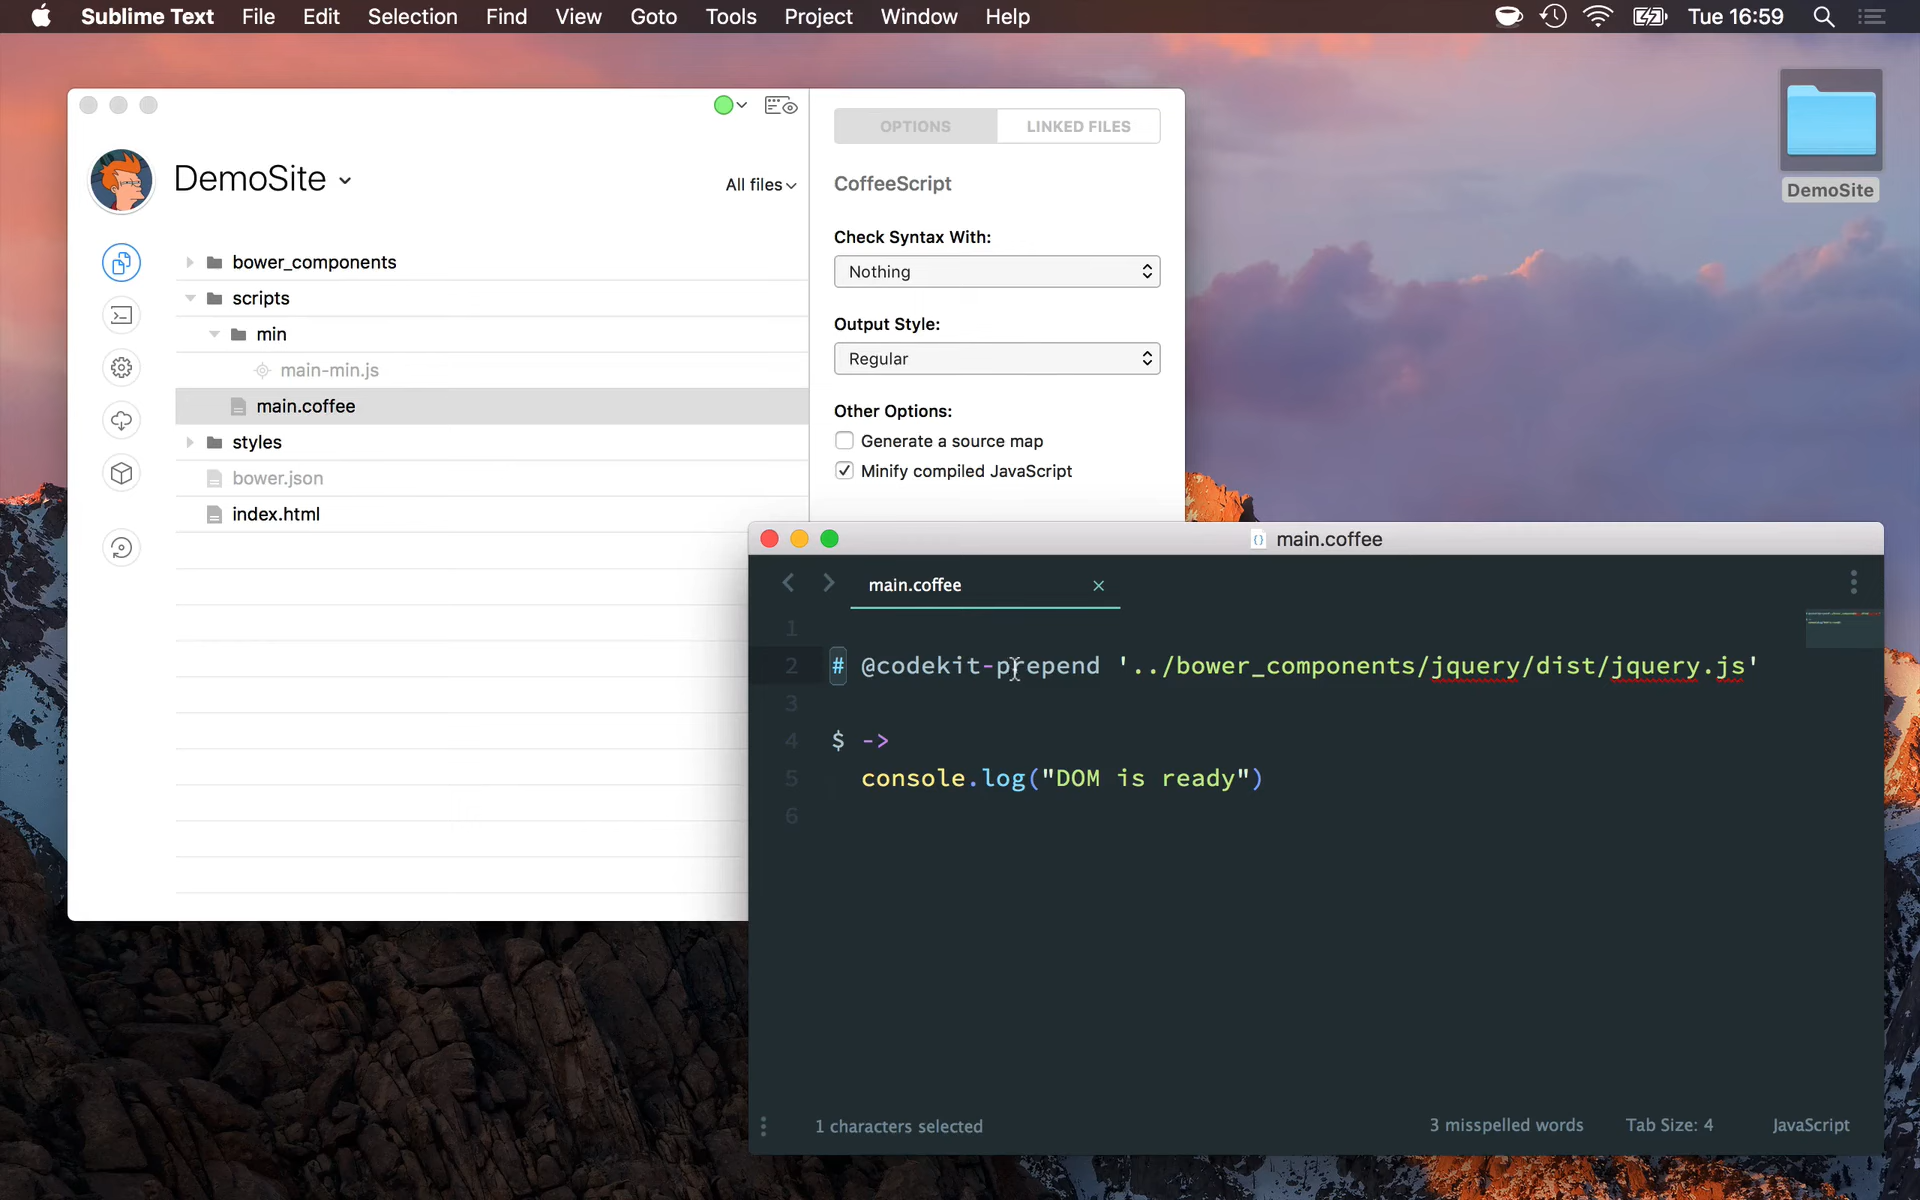 Sublime Text File Edit Selection Find View Goto Tools Project Window Help Tue 16:59
DemoSite
DemoSite
All files
bower_components
scripts
min
main-min.js
main.coffee
styles
bower.json
index.html
OPTIONS LINKED FILES
CoffeeScript
Check Syntax With:
Nothing
Output Style:
Regular
Other Options:
Generate a source map
Minify compiled JavaScript
main.coffee
main.coffee
1
2 # @codekit-prepend '../bower_components/jquery/dist/jquery.js'
3
4 $ ->
5 console.log("DOM is ready")
6
1 characters selected 3 misspelled words Tab Size: 4 JavaScript